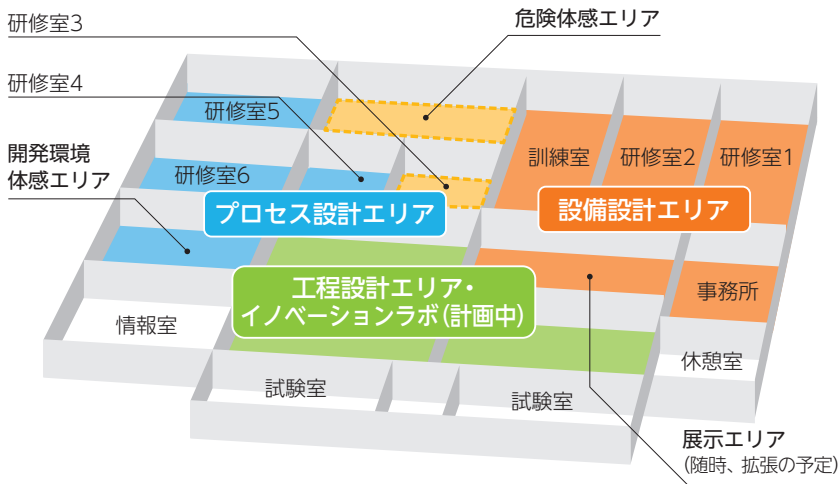 研修室3
危険体感エリア
研修室4
研修室5
開発環境
体感エリア
研修室6
訓練室
研修室2
研修室1
プロセス設計エリア
設備設計エリア
工程設計エリア・
イノベーションラボ(計画中)
事務所
情報室
休憩室
試験室
試験室
展示エリア
(随時、拡張の予定)